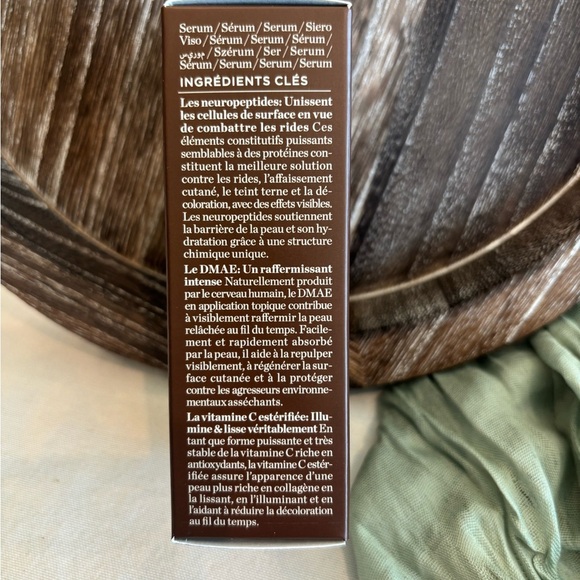 Serum/Sérum/Serum/Siero
Viso/Sérum/Serum/Sérum/
/Szérum/Ser/Serum/
Sérum/Serum/Serum/Serum
INGRÉDIENTS CLÉS
Les neuropeptides: Unissent
les cellules de surface en vue
de combattre les rides Ces
éléments constitutifs puissants
semblables à des protéines con-
stituent la meilleure solution
contre les rides, l'affaissement
cutané, le teint terne et la dé-
coloration, avec des effets visibles.
Les neuropeptides soutiennent
la barrière de la peau et son hy-
dratation grâce à une structure
chimique unique.
Le DMAE: Un raffermissant
intense Naturellement produit
par le cerveau humain, le DMAE
en application topique contribue
à visiblement raffermir la peau
relâchée au fil du temps. Facile-
ment et rapidement absorbé
par la peau, il aide à la repulper
visiblement, à régénérer la sur-
face cutanée et à la protéger
contre les agresseurs environne-
mentaux asséchants.
La vitamine C estérifiée: Illu-
mine & lisse véritablement En
tant que forme puissante et très
stable de la vitamine C riche en
antioxydants, la vitamine C estér-
ifiée assure l'apparence d'une
peau plus riche en collagène en
la lissant, en l'illuminant et en
l'aidant à réduire la décoloration
au fil du temps.